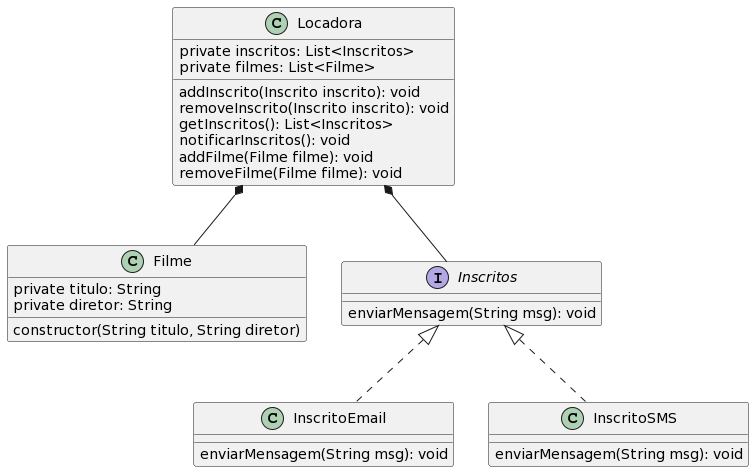 C Locadora
private inscritos: List<Inscritos>
private filmes: List<Filme>
addInscrito(Inscrito inscrito): void
removeInscrito(Inscrito inscrito): void
getInscritos(): List<Inscritos>
notificarInscritos(): void
addFilme(Filme filme): void
removeFilme(Filme filme): void
C Filme
private titulo: String
private diretor: String
constructor(String titulo, String diretor)
I Inscritos
enviarMensagem(String msg): void
C InscritoEmail
enviarMensagem(String msg): void
C InscritoSMS
enviarMensagem(String msg): void